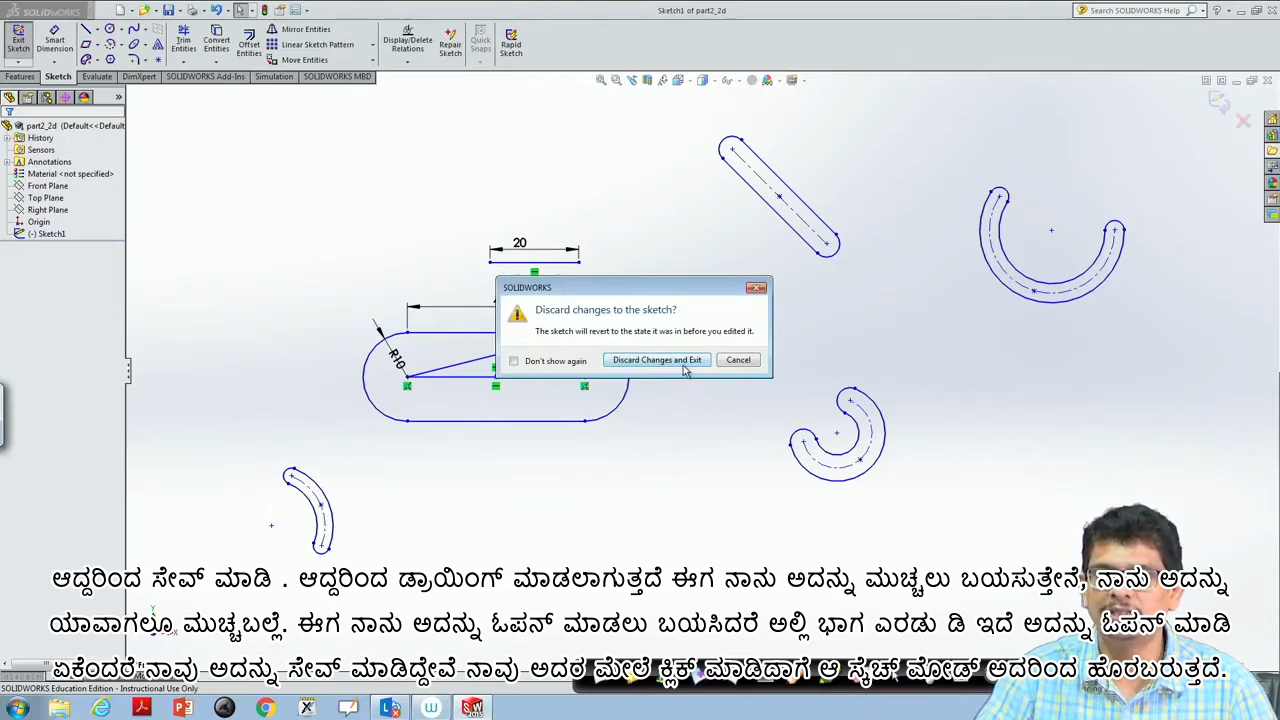 Sketch1 of part2_2d
Search SOLIDWORKS Help
Exit Sketch
Smart Dimension
Trim Entities
Convert Entities
Offset Entities
Mirror Entities
Linear Sketch Pattern
Move Entities
Display/Delete Relations
Repair Sketch
Quick Snaps
Rapid Sketch
Features Sketch Evaluate DimXpert SOLIDWORKS Add-Ins Simulation SOLIDWORKS MBD
part2_2d (Default<<Default)
History
Sensors
Annotations
Material <not specified>
Front Plane
Top Plane
Right Plane
Origin
(-) Sketch1
20
R10
SOLIDWORKS
Discard changes to the sketch?
The sketch will revert to the state it was in before you edited it.
Don't show again
Discard Changes and Exit
Cancel
ಆದ್ದರಿಂದ ಸೇವ್ ಮಾಡಿ . ಆದ್ದರಿಂದ ಡ್ರಾಯಿಂಗ್ ಮಾಡಲಾಗುತ್ತದೆ ಈಗ ನಾನು ಅದನ್ನು ಮುಚ್ಚಲು ಬಯಸುತ್ತೇನೆ, ನಾನು ಅದನ್ನು
ಯಾವಾಗಲೂ ಮುಚ್ಚಬಲ್ಲೆ. ಈಗ ನಾನು ಅದನ್ನು ಓಪನ್ ಮಾಡಲು ಬಯಸಿದರೆ ಅಲ್ಲಿ ಭಾಗ ಎರಡು ಡಿ ಇದೆ ಅದನ್ನು ಓಪನ್ ಮಾಡಿ
ಏಕೆಂದರೆ ನಾವು ಅದನ್ನು ಸೇವ್ ಮಾಡಿದ್ದೇವೆ ನಾವು ಅದರ ಮೇಲೆ ಕ್ಲಿಕ್ ಮಾಡಿದಾಗ ಆ ಸ್ಕೆಚ್ ಮೋಡ್ ಅದರಿಂದ ಹೊರಬರುತ್ತದೆ.
SOLIDWORKS Education Edition - Instructional Use Only